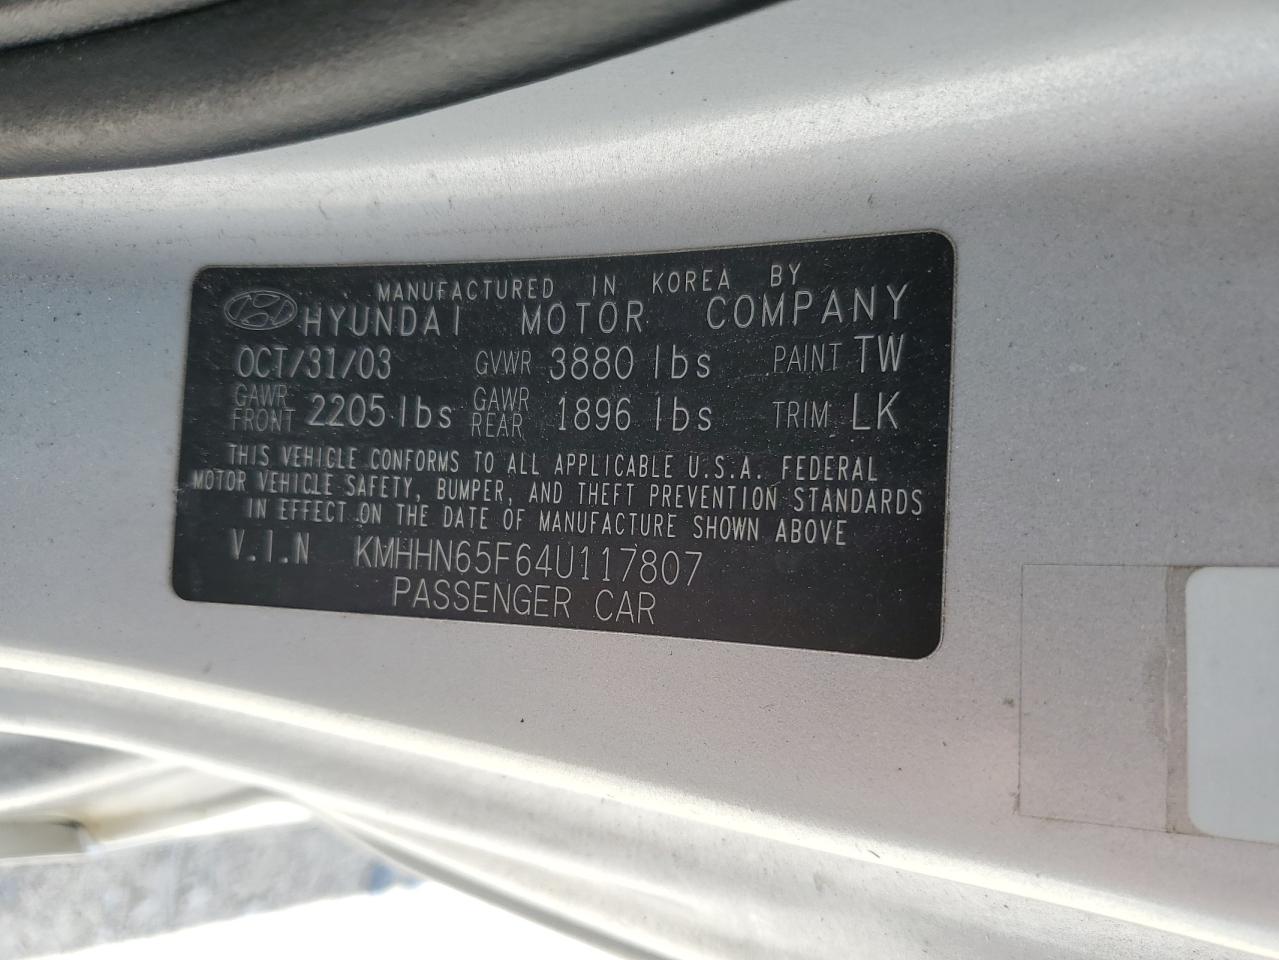 MANUFACTURED IN KOREA BY
HYUNDAI MOTOR COMPANY
OCT/31/03 GVWR 3880 lbs PAINT TW
GAWR FRONT 2205 lbs GAWR REAR 1896 lbs TRIM LK
THIS VEHICLE CONFORMS TO ALL APPLICABLE U.S.A. FEDERAL
MOTOR VEHICLE SAFETY, BUMPER, AND THEFT PREVENTION STANDARDS
IN EFFECT ON THE DATE OF MANUFACTURE SHOWN ABOVE
V.I.N KMHHN65F64U117807
PASSENGER CAR